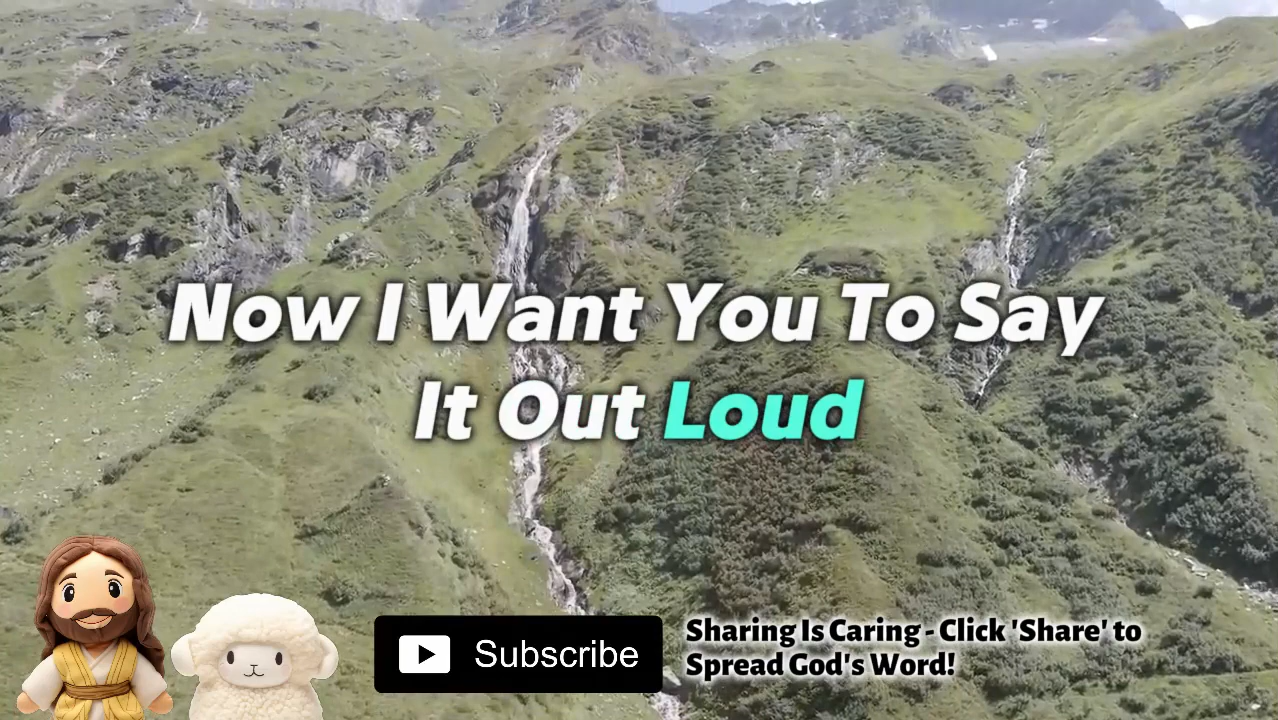 Now I Want You To Say
It Out Loud
Subscribe
Sharing Is Caring - Click 'Share' to
Spread God's Word!